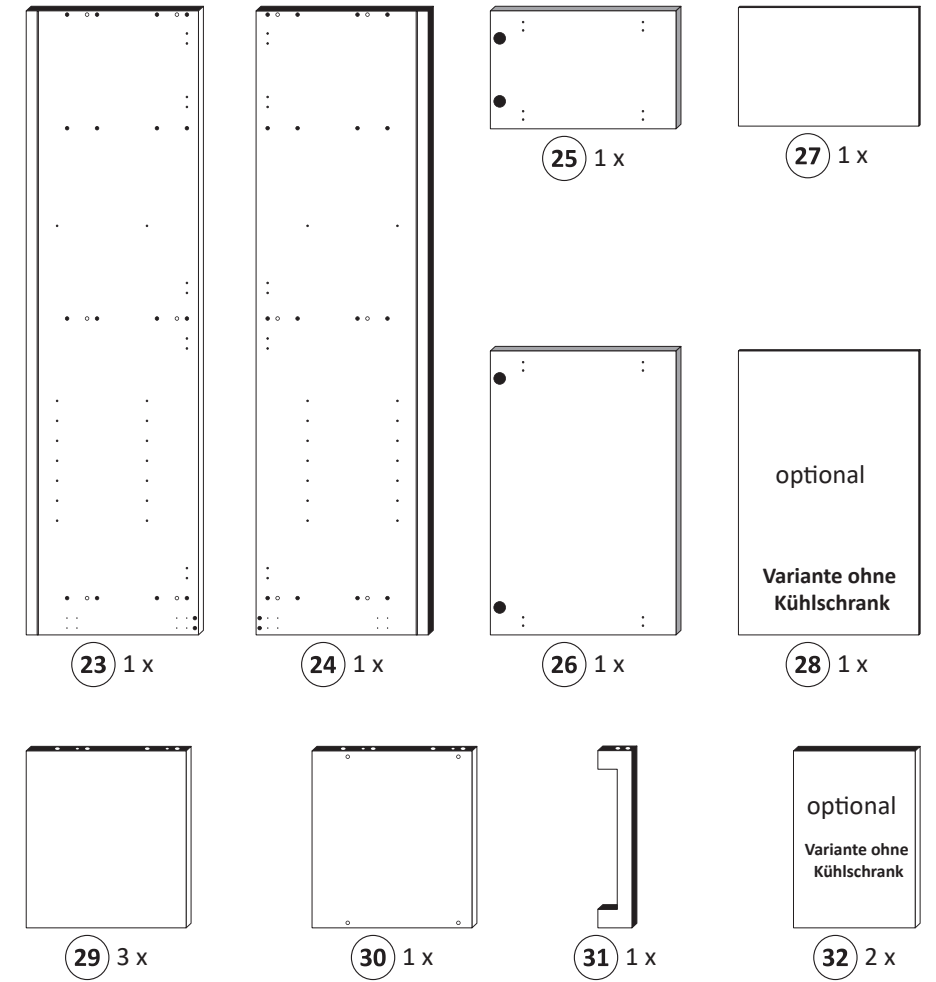 25 1 x
27 1 x
optional
Variante ohne
Kühlschrank
23 1 x
24 1 x
26 1 x
28 1 x
optional
Variante ohne
Kühlschrank
29 3 x
30 1 x
31 1 x
32 2 x